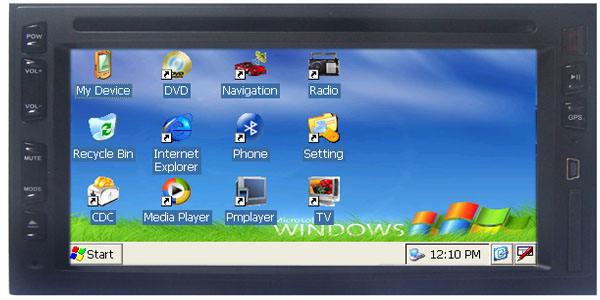 POW
VOL+
VOL-
MUTE
MODE
My Device
DVD
Navigation
Radio
Recycle Bin
Internet
Explorer
Phone
Setting
CDC
Media Player
Pmplayer
TV
Microsoft
WINDOWS
Start
12:10 PM
GPS